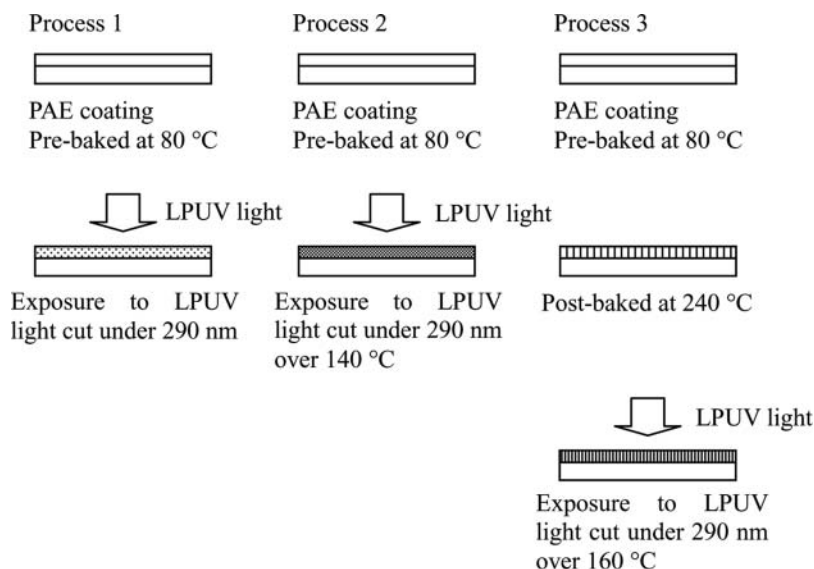 Process 1
PAE coating
Pre-baked at 80 °C
LPUV light
Exposure to LPUV
light cut under 290 nm
Process 2
PAE coating
Pre-baked at 80 °C
LPUV light
Exposure to LPUV
light cut under 290 nm
over 140 °C
Process 3
PAE coating
Pre-baked at 80 °C
Post-baked at 240 °C
LPUV light
Exposure to LPUV
light cut under 290 nm
over 160 °C